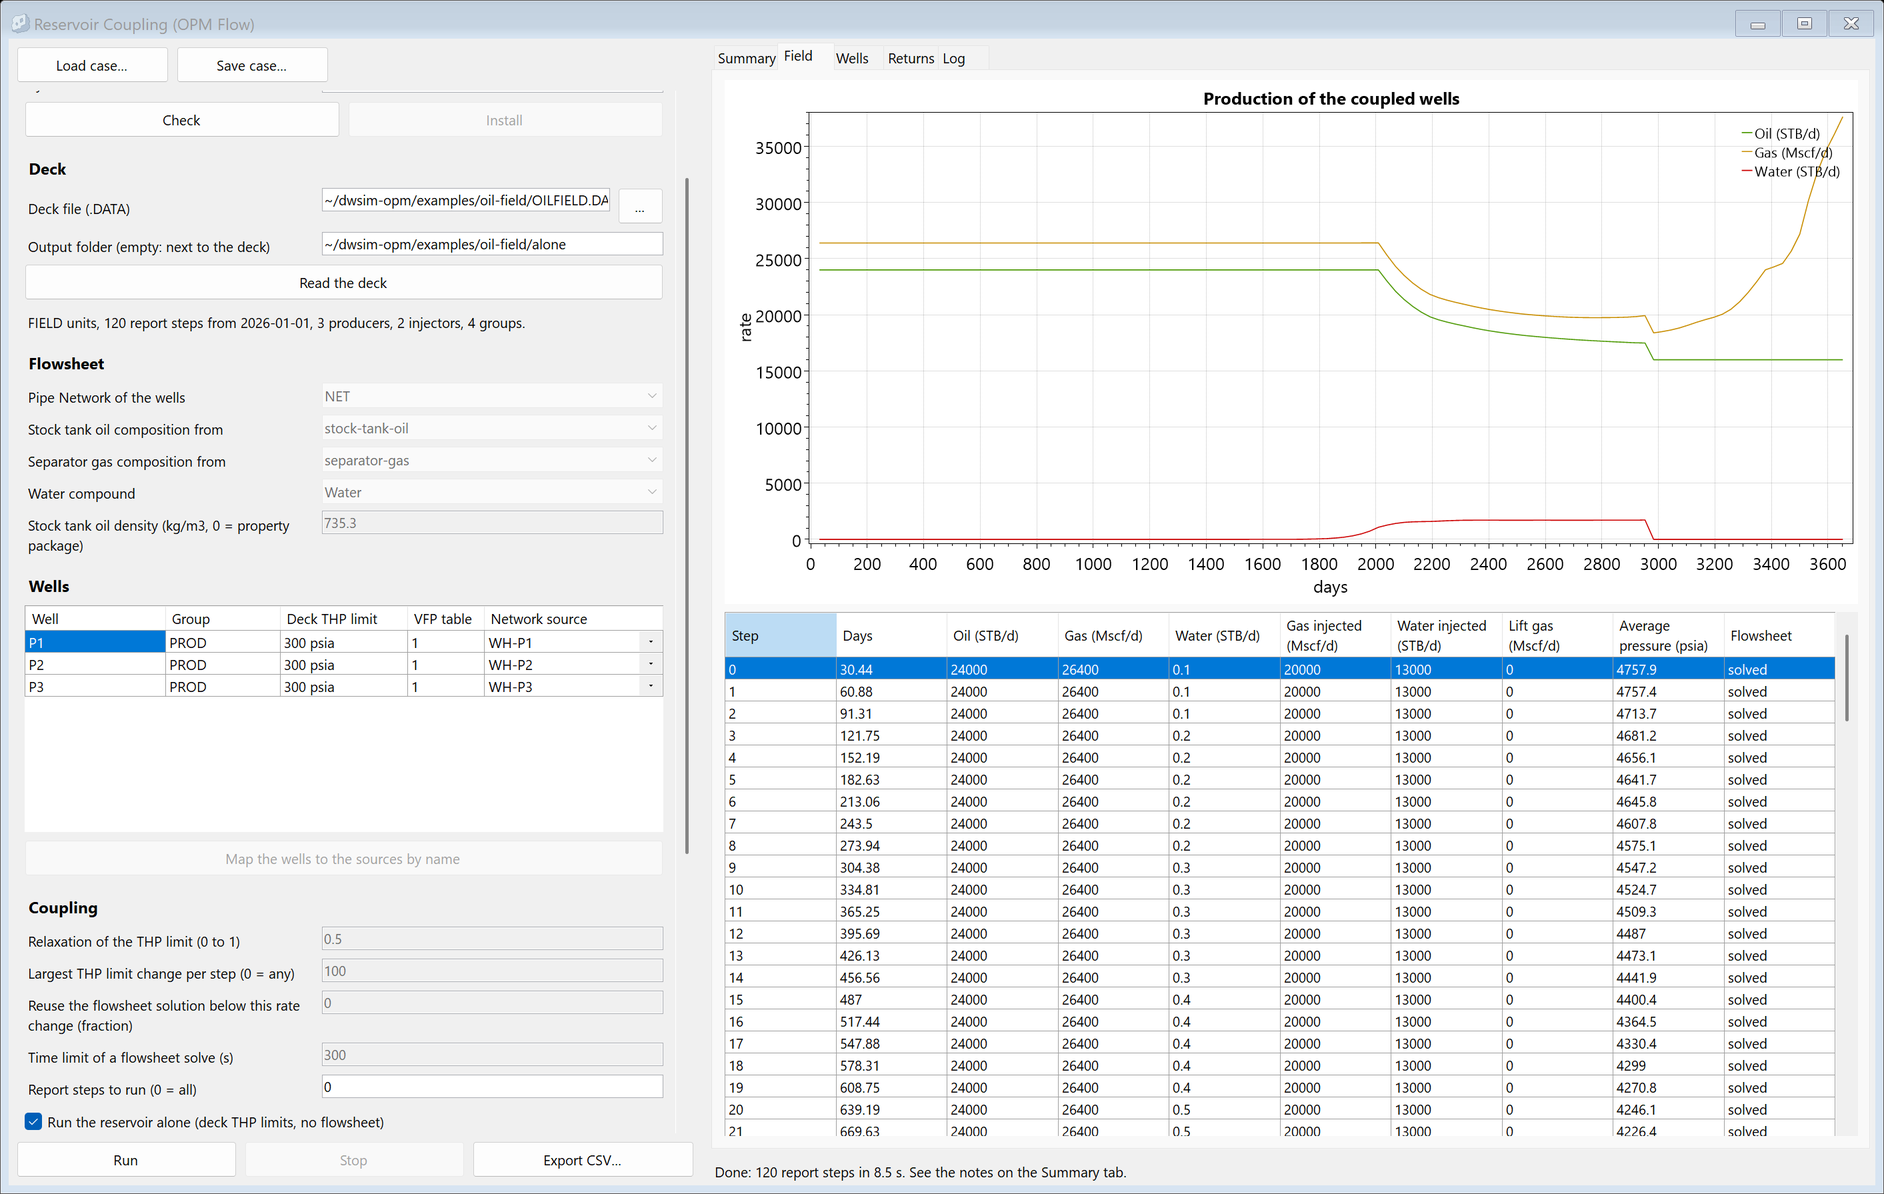 Reservoir Coupling (OPM Flow)
Load case...
Save case...
Check
Install
Deck
Deck file (.DATA)
~/dwsim-opm/examples/oil-field/OILFIELD.DA
...
Output folder (empty: next to the deck)
~/dwsim-opm/examples/oil-field/alone
Read the deck
FIELD units, 120 report steps from 2026-01-01, 3 producers, 2 injectors, 4 groups.
Flowsheet
Pipe Network of the wells
NET
Stock tank oil composition from
stock-tank-oil
Separator gas composition from
separator-gas
Water compound
Water
Stock tank oil density (kg/m3, 0 = property
package)
735.3
Wells
Well Group Deck THP limit VFP table Network source
P1 PROD 300 psia 1 WH-P1
P2 PROD 300 psia 1 WH-P2
P3 PROD 300 psia 1 WH-P3
Map the wells to the sources by name
Coupling
Relaxation of the THP limit (0 to 1)
0.5
Largest THP limit change per step (0 = any)
100
Reuse the flowsheet solution below this rate
change (fraction)
0
Time limit of a flowsheet solve (s)
300
Report steps to run (0 = all)
0
Run the reservoir alone (deck THP limits, no flowsheet)
Run
Stop
Export CSV...
Summary Field Wells Returns Log
Production of the coupled wells
Oil (STB/d)
Gas (Mscf/d)
Water (STB/d)
35000
30000
25000
20000
15000
10000
5000
0
rate
0 200 400 600 800 1000 1200 1400 1600 1800 2000 2200 2400 2600 2800 3000 3200 3400 3600
days
Step Days Oil (STB/d) Gas (Mscf/d) Water (STB/d) Gas injected (Mscf/d) Water injected (STB/d) Lift gas (Mscf/d) Average pressure (psia) Flowsheet
0 30.44 24000 26400 0.1 20000 13000 0 4757.9 solved
1 60.88 24000 26400 0.1 20000 13000 0 4757.4 solved
2 91.31 24000 26400 0.1 20000 13000 0 4713.7 solved
3 121.75 24000 26400 0.2 20000 13000 0 4681.2 solved
4 152.19 24000 26400 0.2 20000 13000 0 4656.1 solved
5 182.63 24000 26400 0.2 20000 13000 0 4641.7 solved
6 213.06 24000 26400 0.2 20000 13000 0 4645.8 solved
7 243.5 24000 26400 0.2 20000 13000 0 4607.8 solved
8 273.94 24000 26400 0.2 20000 13000 0 4575.1 solved
9 304.38 24000 26400 0.3 20000 13000 0 4547.2 solved
10 334.81 24000 26400 0.3 20000 13000 0 4524.7 solved
11 365.25 24000 26400 0.3 20000 13000 0 4509.3 solved
12 395.69 24000 26400 0.3 20000 13000 0 4487 solved
13 426.13 24000 26400 0.3 20000 13000 0 4473.1 solved
14 456.56 24000 26400 0.3 20000 13000 0 4441.9 solved
15 487 24000 26400 0.4 20000 13000 0 4400.4 solved
16 517.44 24000 26400 0.4 20000 13000 0 4364.5 solved
17 547.88 24000 26400 0.4 20000 13000 0 4330.4 solved
18 578.31 24000 26400 0.4 20000 13000 0 4299 solved
19 608.75 24000 26400 0.4 20000 13000 0 4270.8 solved
20 639.19 24000 26400 0.5 20000 13000 0 4246.1 solved
21 669.63 24000 26400 0.5 20000 13000 0 4226.4 solved
Done: 120 report steps in 8.5 s. See the notes on the Summary tab.